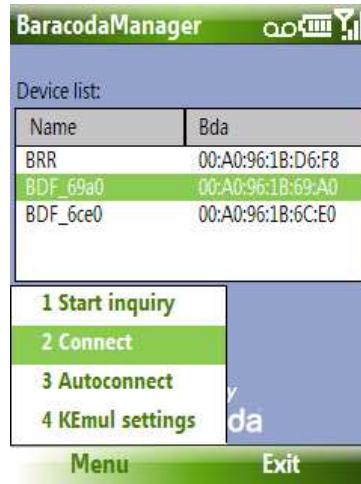 BaracodaManager
Device list:
Name Bda
BRR 00:A0:96:1B:D6:F8
BDF_69a0 00:A0:96:1B:69:A0
BDF_6ce0 00:A0:96:1B:6C:E0
1 Start inquiry
2 Connect
3 Autoconnect
4 KEmul settings
y
da
Menu Exit